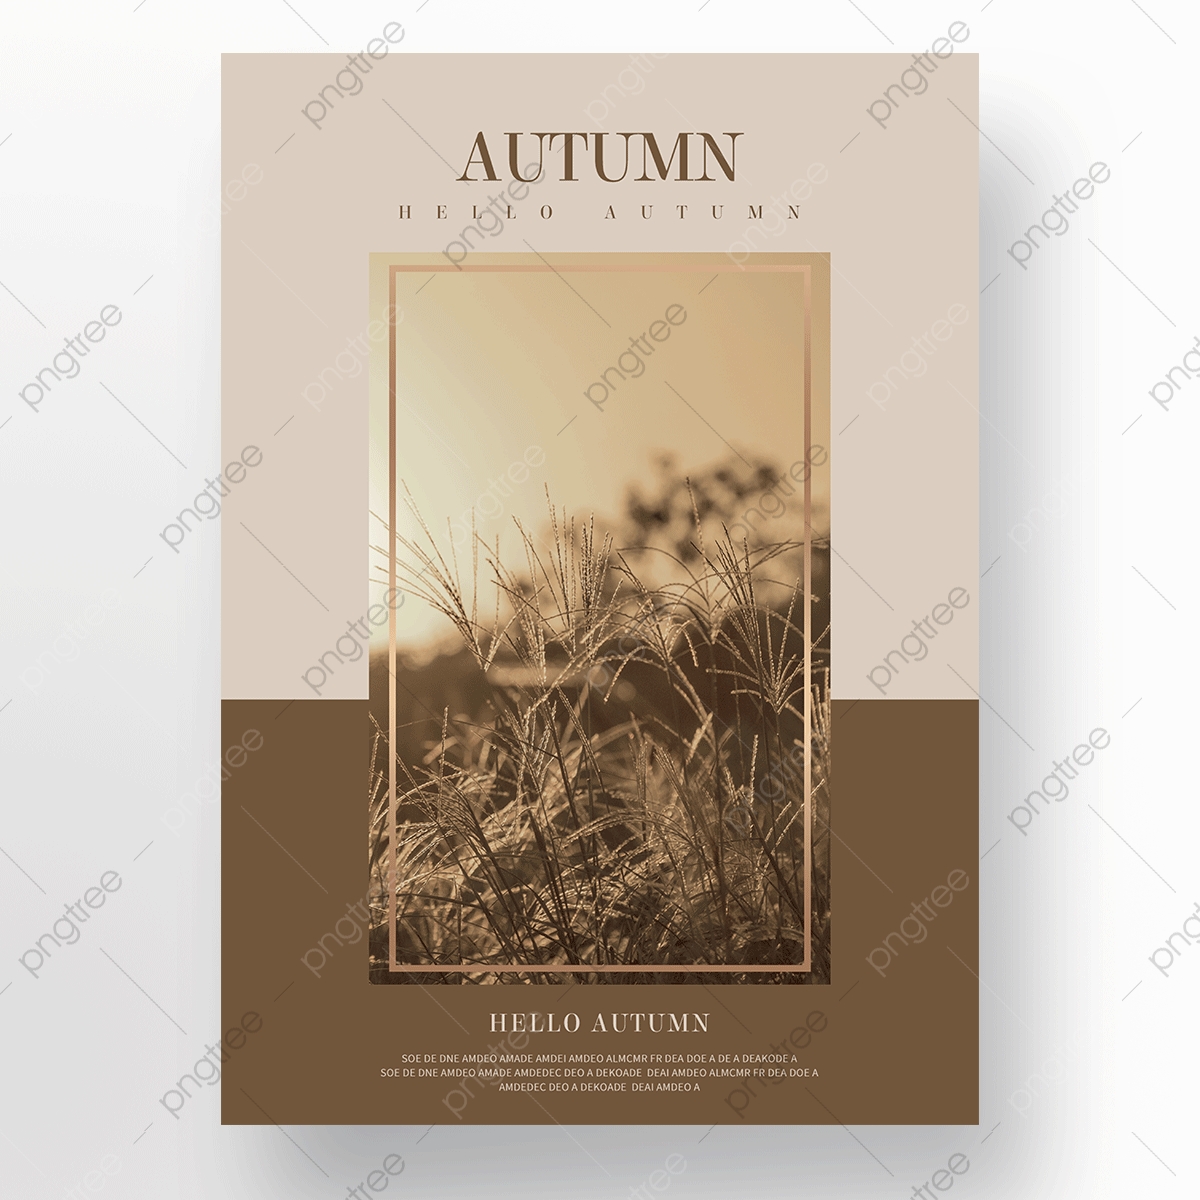 AUTUMN
HELLO AUTUMN
HELLO AUTUMN
SOE DE DNE AMDEO AMADE AMDEI AMDEO ALMCMR FR DEA DOE A DE A DEAKODE A
SOE DE DNE AMDEO AMADE AMDEDEC DEO A DEKOADE DEAI AMDEO ALMCMR FR DEA DOE A
AMDEDEC DEO A DEKOADE DEAI AMDEO A
pngtree